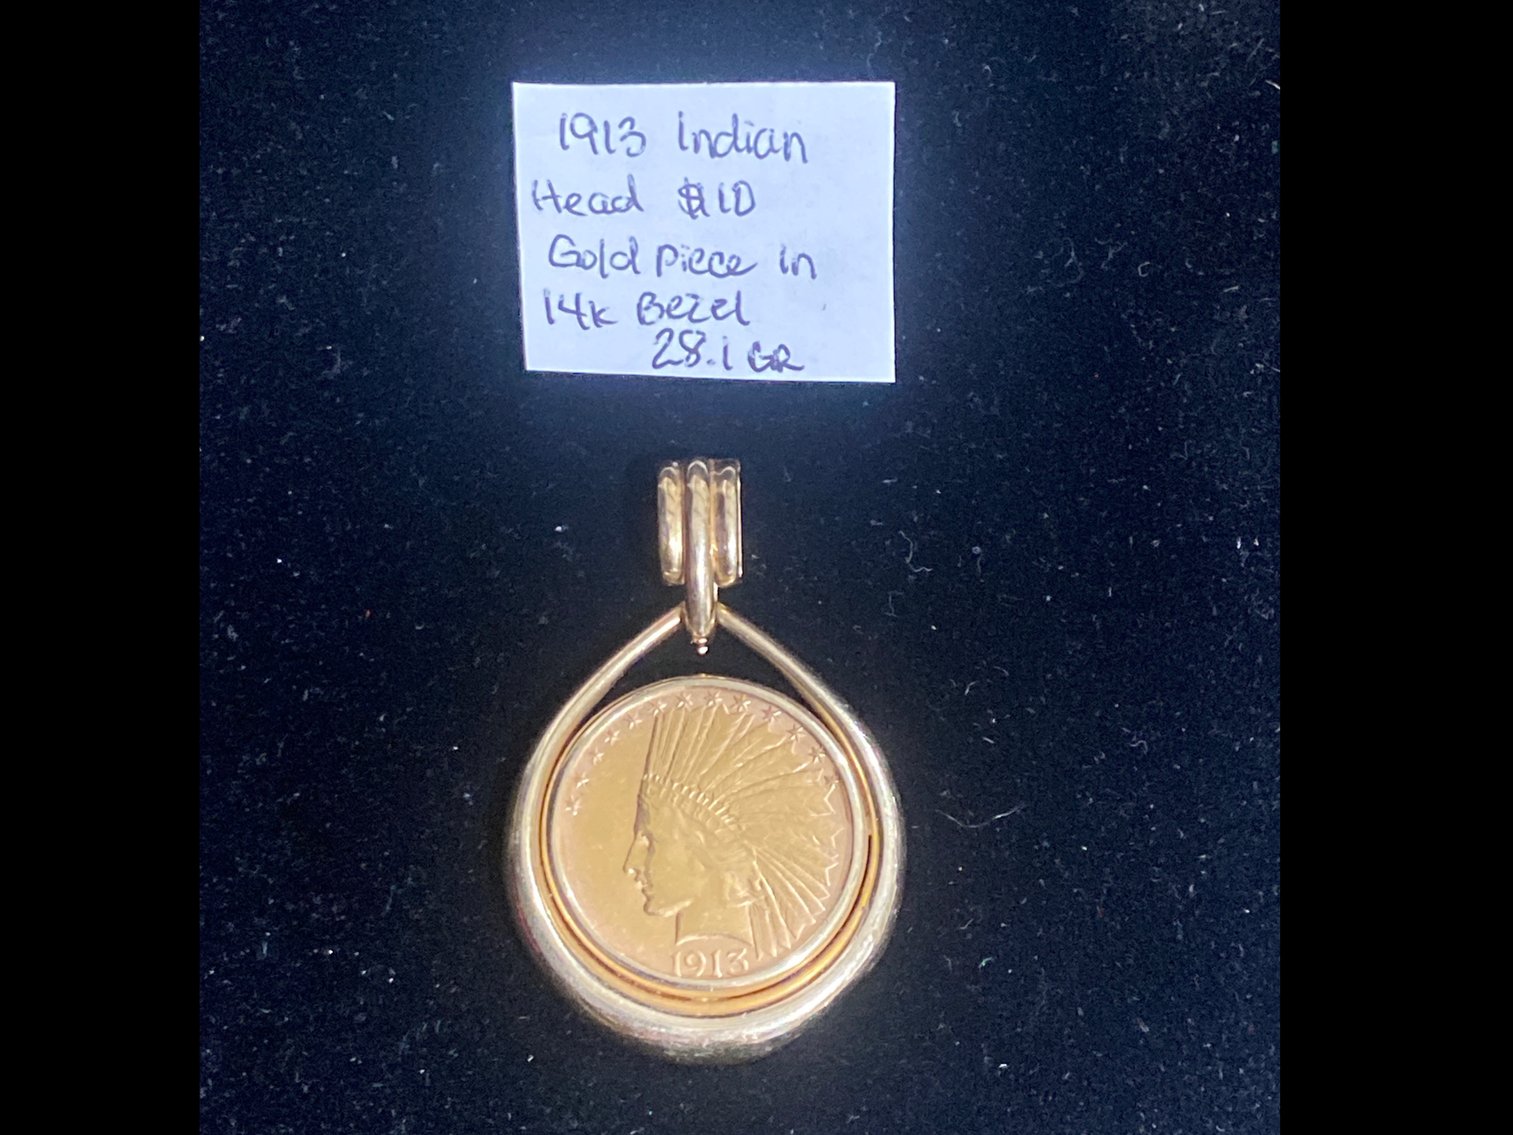 1913 Indian
Head $10
Gold piece in
14k Bezel
28.1 GR
1913